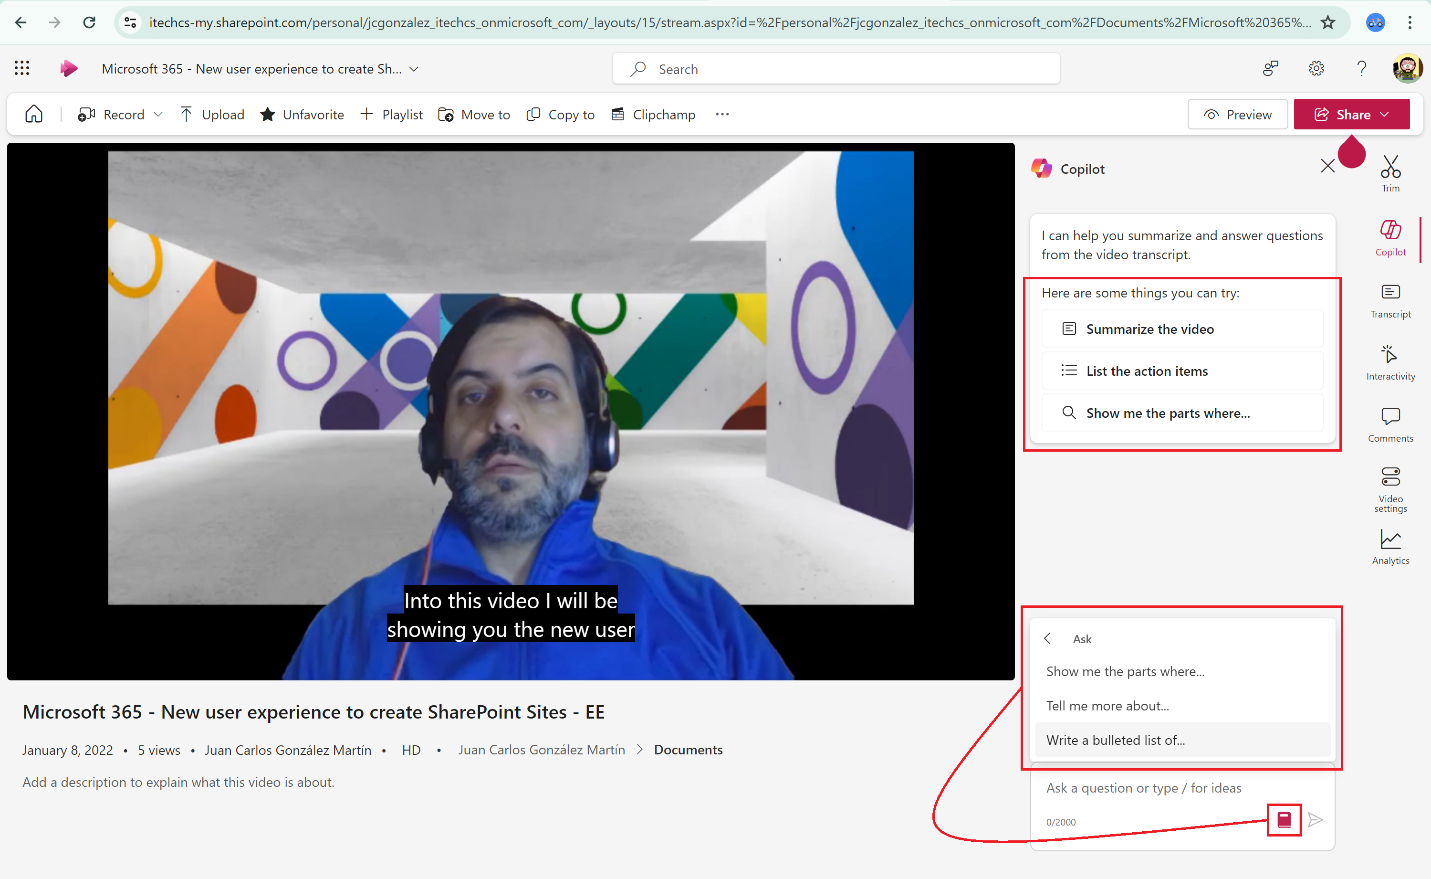 itechcs-my.sharepoint.com/personal/jcgonzalez_itechcs_onmicrosoft_com/_layouts/15/stream.aspx?id=%2Fpersonal%2Fjcgonzalez_itechcs_onmicrosoft_com%2FDocuments%2FMicrosoft%20365%...
Microsoft 365 - New user experience to create Sh...
Search
Record
Upload
Unfavorite
Playlist
Move to
Copy to
Clipchamp
Preview
Share
Into this video I will be
showing you the new user
Microsoft 365 - New user experience to create SharePoint Sites - EE
January 8, 2022 • 5 views • Juan Carlos González Martín • HD • Juan Carlos González Martín > Documents
Add a description to explain what this video is about.
Copilot
I can help you summarize and answer questions
from the video transcript.
Here are some things you can try:
Summarize the video
List the action items
Show me the parts where...
Ask
Show me the parts where...
Tell me more about...
Write a bulleted list of...
Ask a question or type / for ideas
0/2000
Trim
Copilot
Transcript
Interactivity
Comments
Video
settings
Analytics